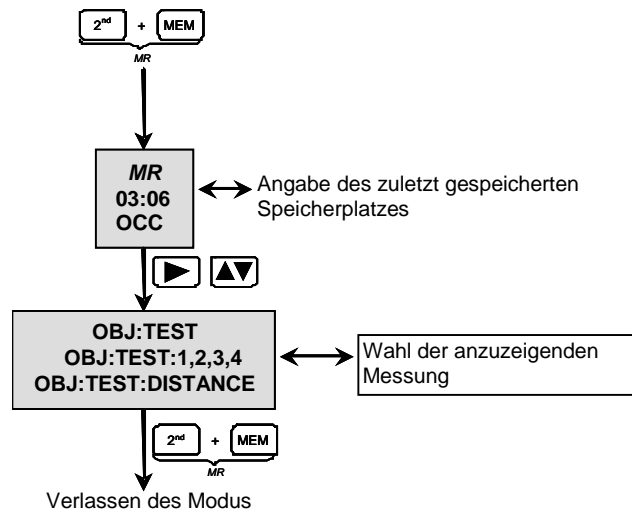 2nd + MEM
MR
MR
03:06
OCC
Angabe des zuletzt gespeicherten
Speicherplatzes
OBJ:TEST
OBJ:TEST:1,2,3,4
OBJ:TEST:DISTANCE
Wahl der anzuzeigenden
Messung
2nd + MEM
MR
Verlassen des Modus